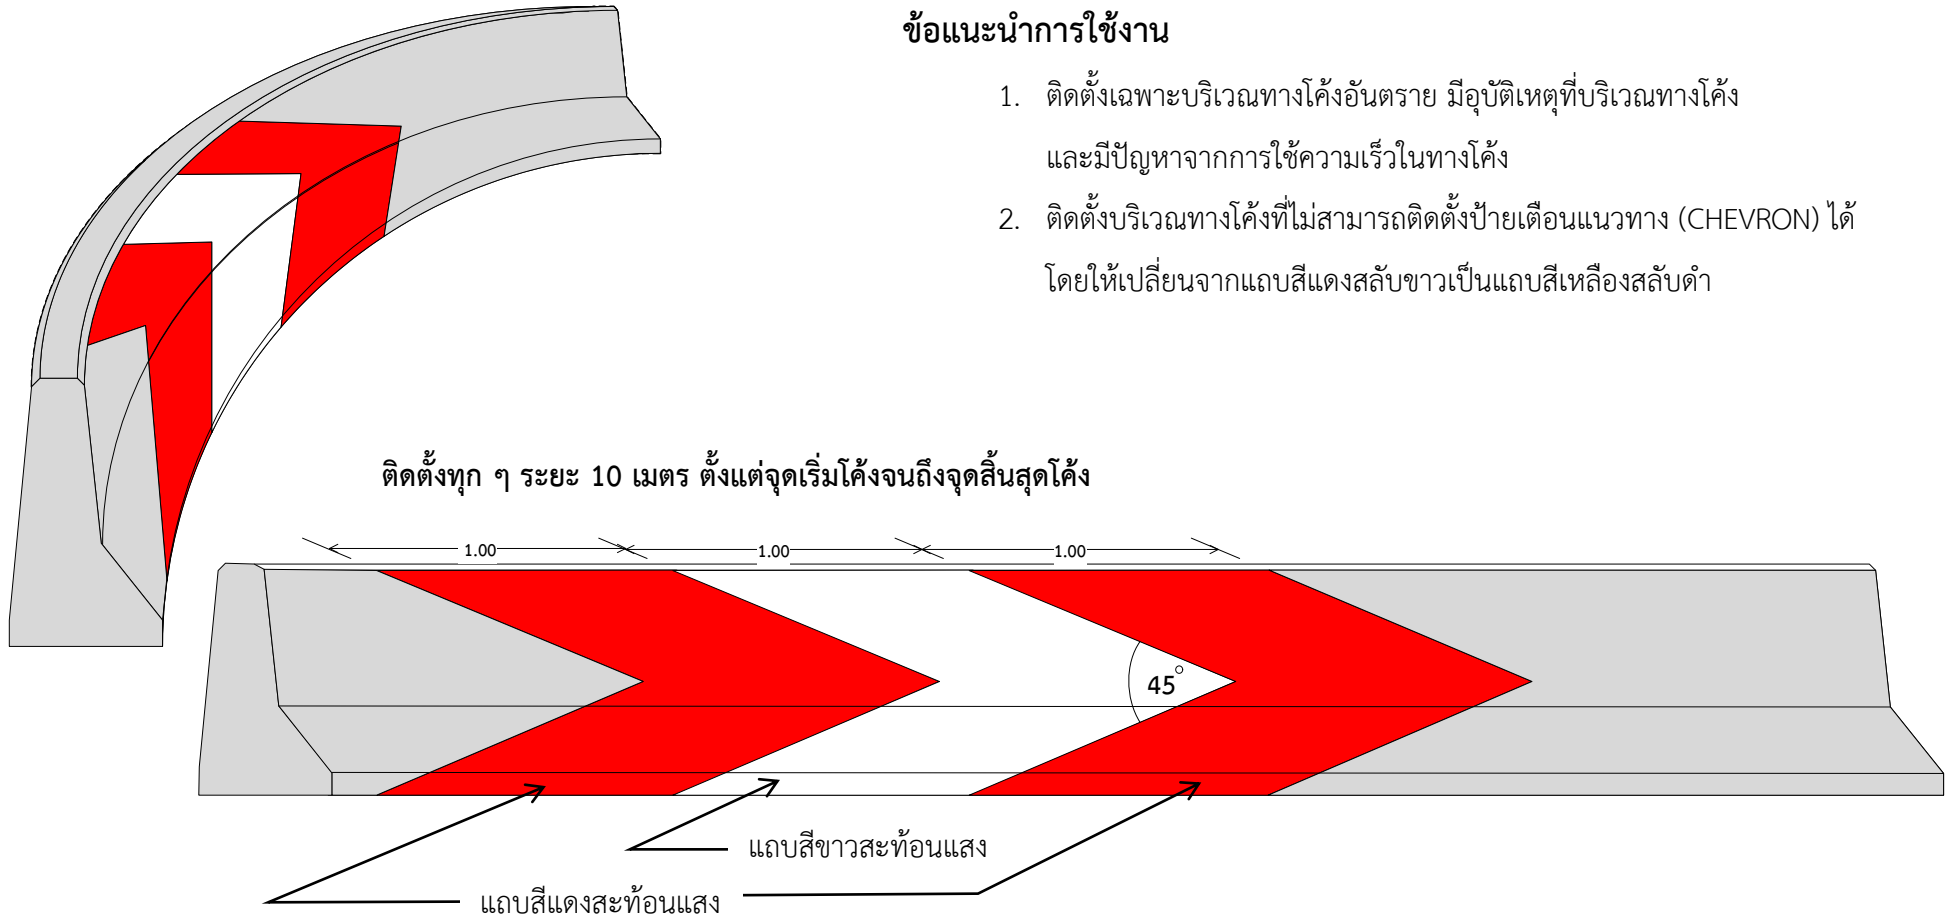 ข้อแนะนำการใช้งาน
1. ติดตั้งเฉพาะบริเวณทางโค้งอันตราย มีอุบัติเหตุที่บริเวณทางโค้ง
และมีปัญหาจากการใช้ความเร็วในทางโค้ง
2. ติดตั้งบริเวณทางโค้งที่ไม่สามารถติดตั้งป้ายเตือนแนวทาง (CHEVRON) ได้
โดยให้เปลี่ยนจากแถบสีแดงสลับขาวเป็นแถบสีเหลืองสลับดำ
ติดตั้งทุก ๆ ระยะ 10 เมตร ตั้งแต่จุดเริ่มโค้งจนถึงจุดสิ้นสุดโค้ง
1.00 1.00 1.00
45°
แถบสีขาวสะท้อนแสง
แถบสีแดงสะท้อนแสง